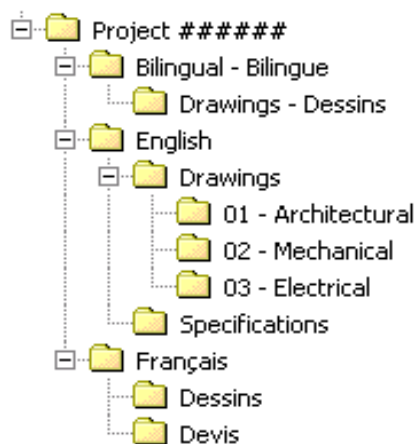 Project ######
Bilingual - Bilingue
Drawings - Dessins
English
Drawings
01 - Architectural
02 - Mechanical
03 - Electrical
Specifications
Français
Dessins
Devis